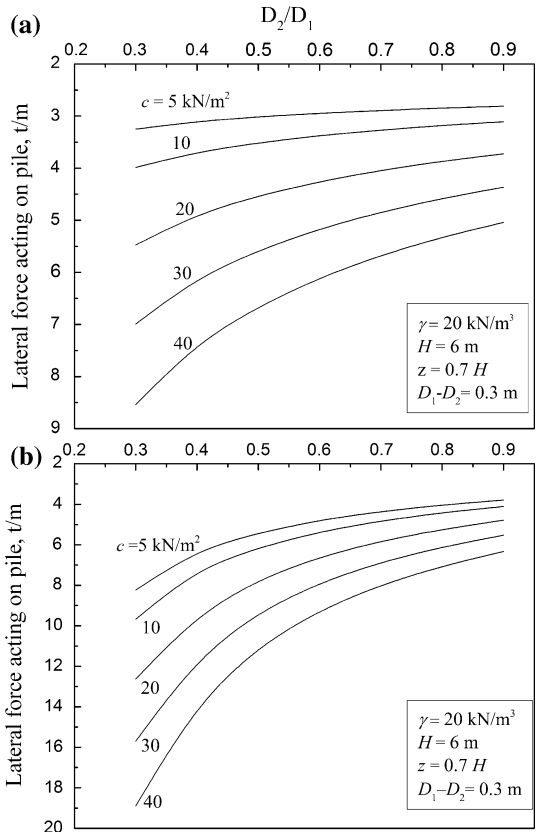 D₂/D₁
(a)
0.2 0.3 0.4 0.5 0.6 0.7 0.8 0.9
2
3
4
5
6
7
8
9
Lateral force acting on pile, t/m
c = 5 kN/m²
10
20
30
40
γ = 20 kN/m³
H = 6 m
z = 0.7 H
D₁-D₂= 0.3 m
(b)
0.2 0.3 0.4 0.5 0.6 0.7 0.8 0.9
2
4
6
8
10
12
14
16
18
20
Lateral force acting on pile, t/m
c =5 kN/m²
10
20
30
40
γ = 20 kN/m³
H = 6 m
z = 0.7 H
D₁–D₂= 0.3 m